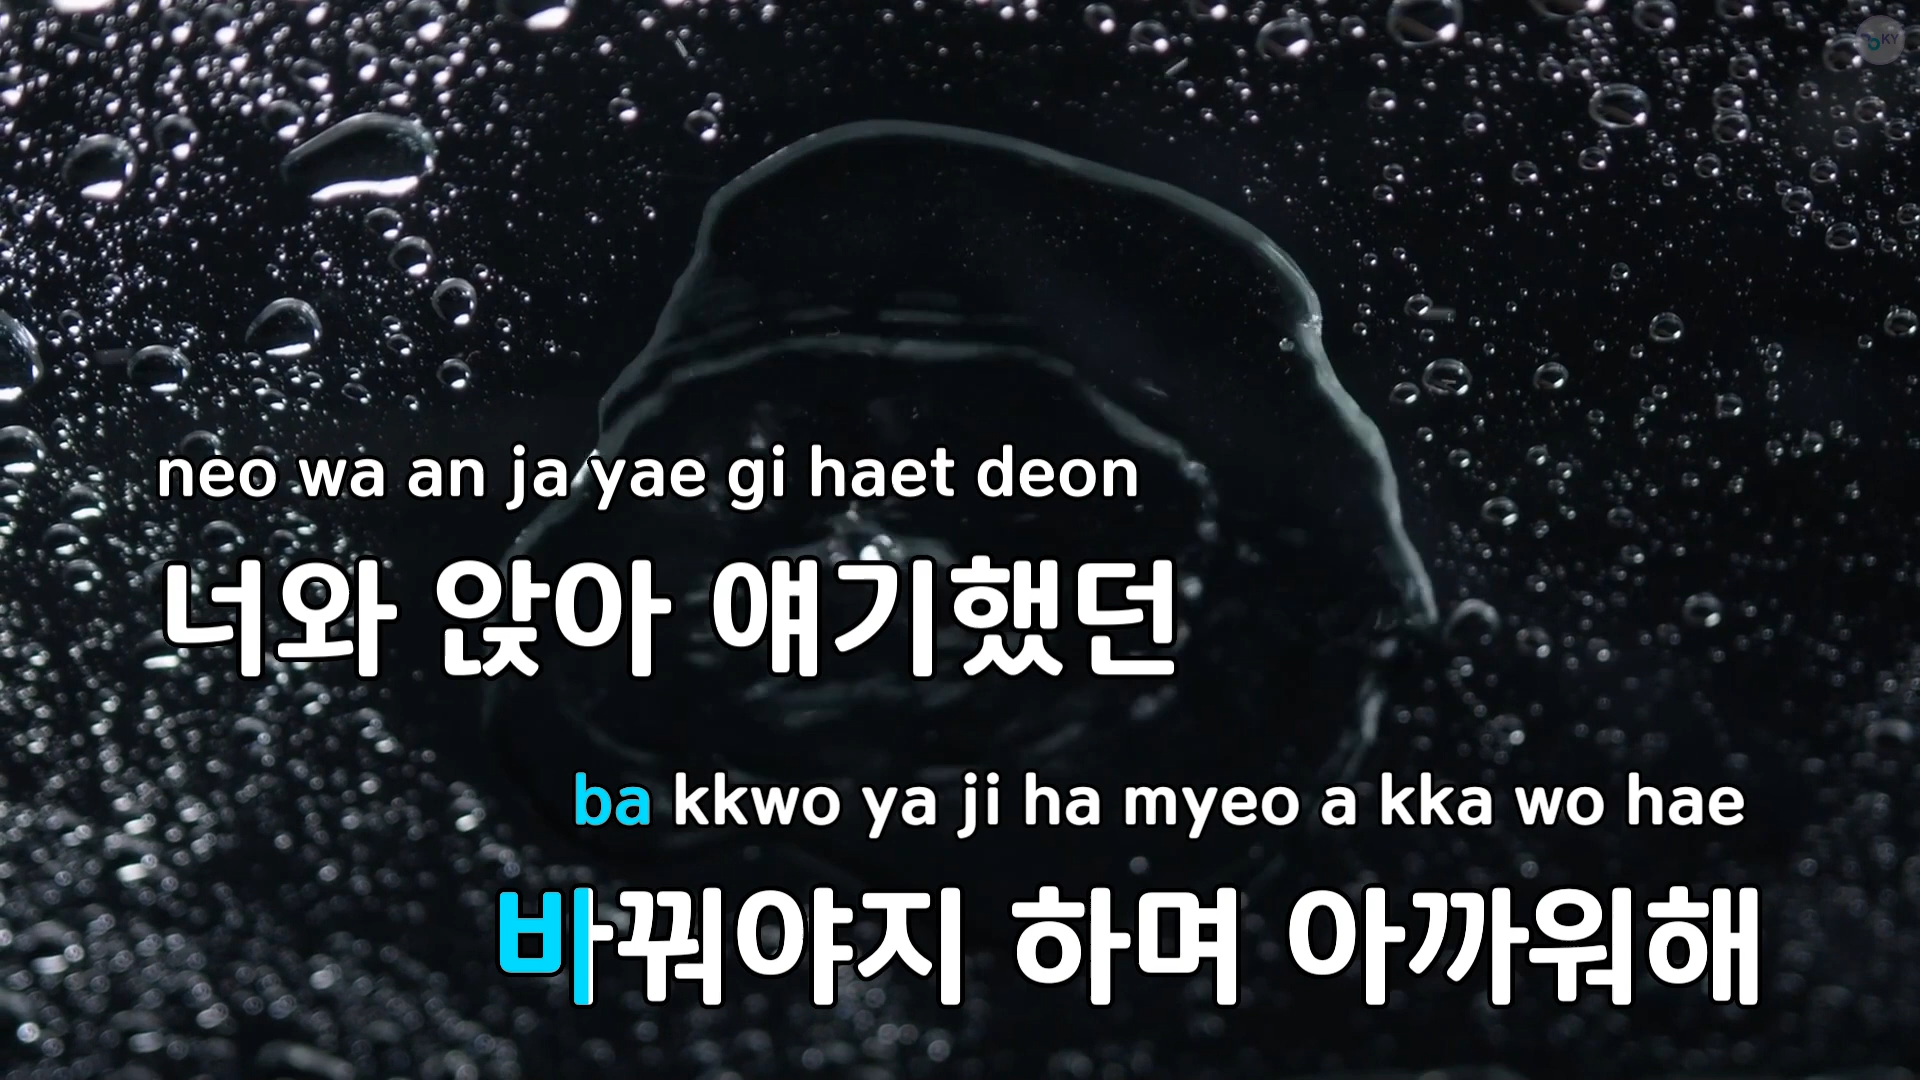 KY
neo wa an ja yae gi haet deon
너와 앉아 얘기했던
ba kkwo ya ji ha myeo a kka wo hae
바꿔야지 하며 아까워해